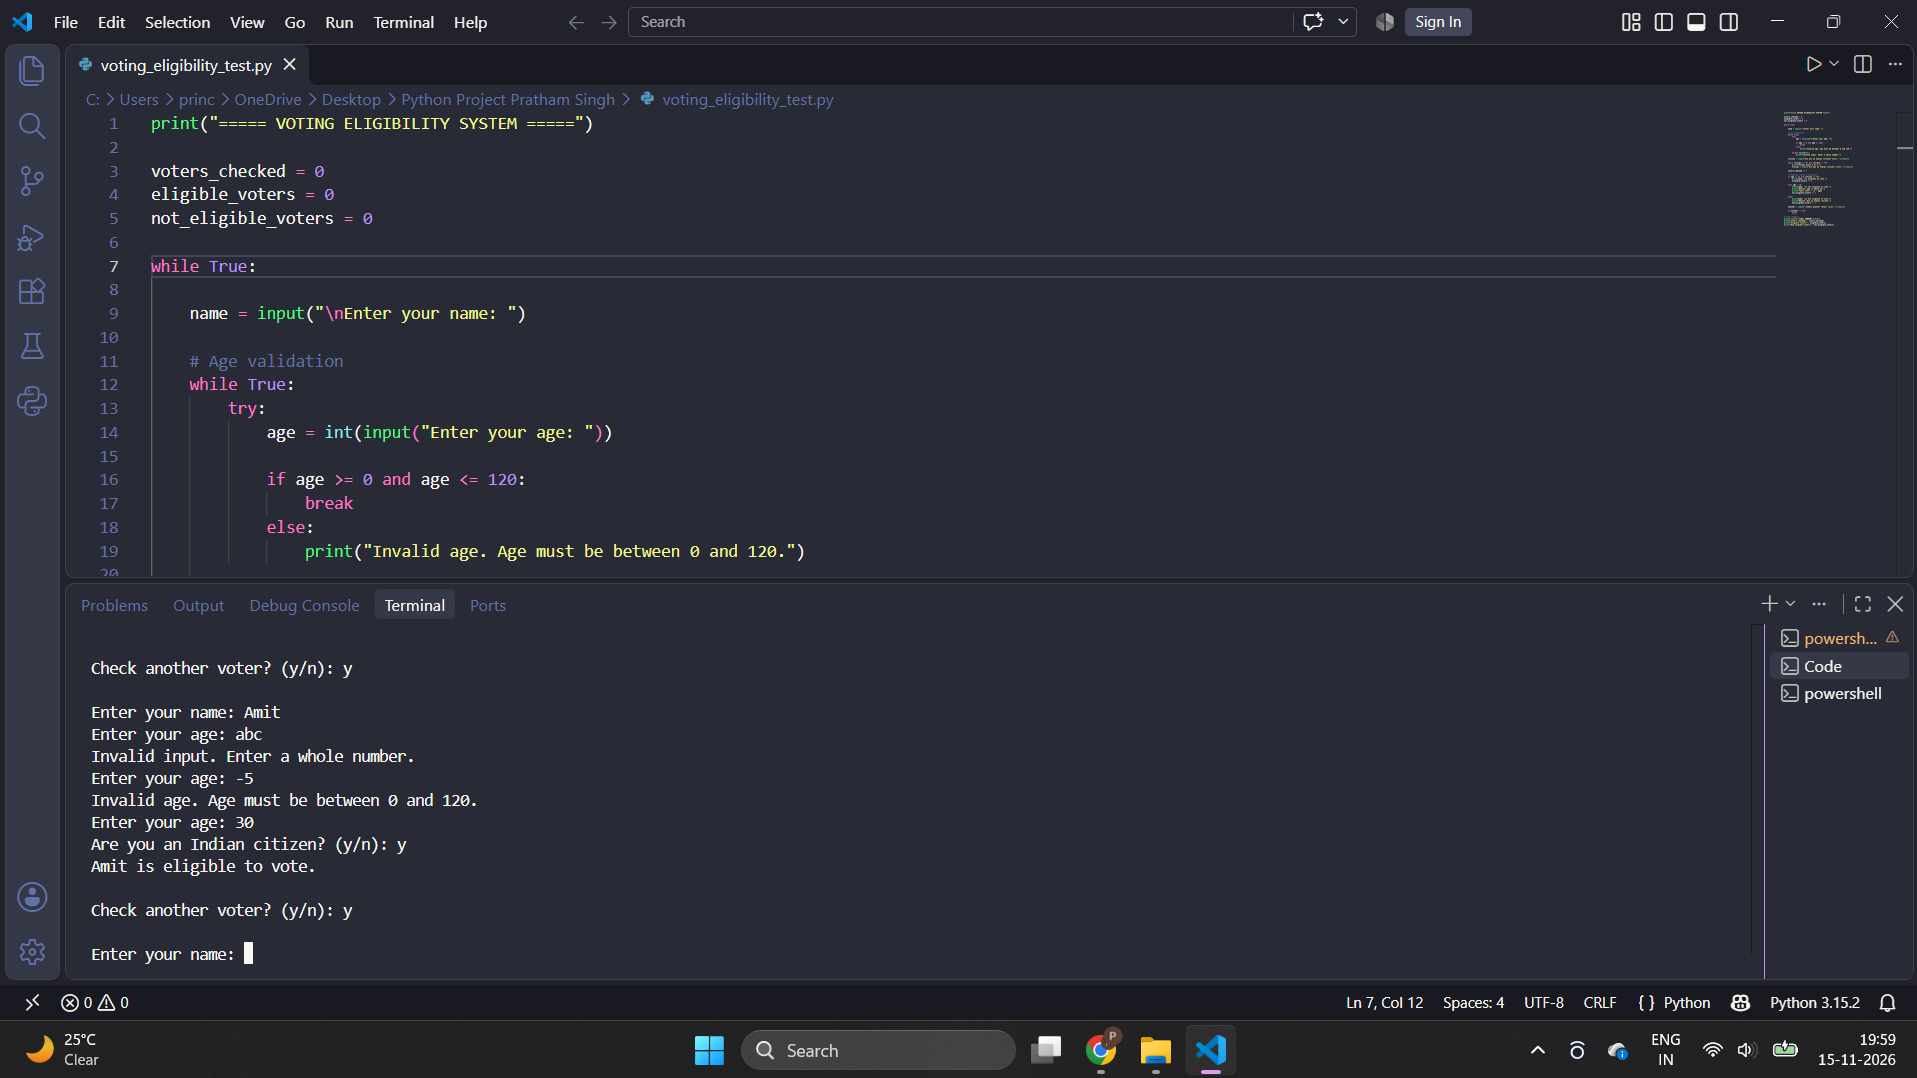 File Edit Selection View Go Run Terminal Help
Search
Sign In
voting_eligibility_test.py
C: > Users > princ > OneDrive > Desktop > Python Project Pratham Singh > voting_eligibility_test.py
1 print("===== VOTING ELIGIBILITY SYSTEM =====")
2
3 voters_checked = 0
4 eligible_voters = 0
5 not_eligible_voters = 0
6
7 while True:
8
9 name = input("\nEnter your name: ")
10
11 # Age validation
12 while True:
13 try:
14 age = int(input("Enter your age: "))
15
16 if age >= 0 and age <= 120:
17 break
18 else:
19 print("Invalid age. Age must be between 0 and 120.")
20
Problems Output Debug Console Terminal Ports
powersh...
Code
powershell
Check another voter? (y/n): y
Enter your name: Amit
Enter your age: abc
Invalid input. Enter a whole number.
Enter your age: -5
Invalid age. Age must be between 0 and 120.
Enter your age: 30
Are you an Indian citizen? (y/n): y
Amit is eligible to vote.
Check another voter? (y/n): y
Enter your name:
0 0
Ln 7, Col 12 Spaces: 4 UTF-8 CRLF { } Python Python 3.15.2
25°C
Clear
Search
P
ENG
IN
19:59
15-11-2026